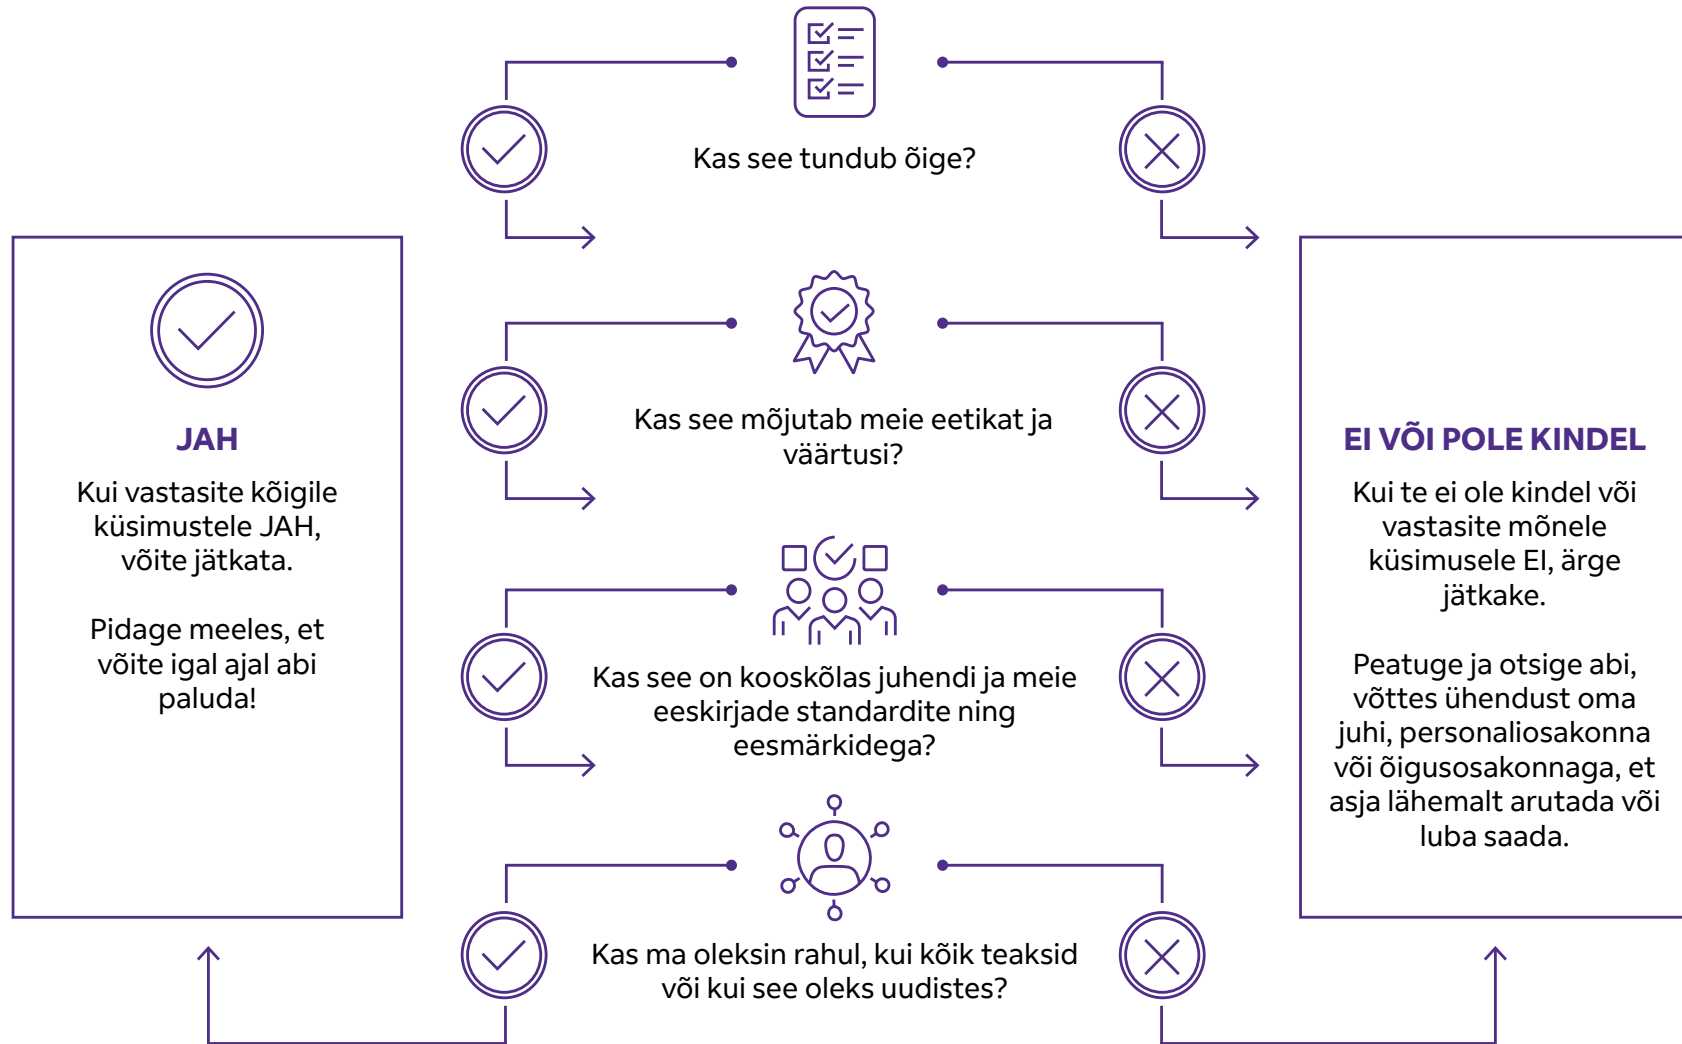 Kas see tundub õige?
JAH
Kui vastasite kõigile
küsimustele JAH,
võite jätkata.
Pidage meeles, et
võite igal ajal abi
paluda!
Kas see mõjutab meie eetikat ja
väärtusi?
Kas see on kooskõlas juhendi ja meie
eeskirjade standardite ning
eesmärkidega?
Kas ma oleksin rahul, kui kõik teaksid
või kui see oleks uudistes?
EI VÕI POLE KINDEL
Kui te ei ole kindel või
vastasite mõnele
küsimusele EI, ärge
jätkake.
Peatuge ja otsige abi,
võttes ühendust oma
juhi, personaliosakonna
või õigusosakonnaga, et
asja lähemalt arutada või
luba saada.